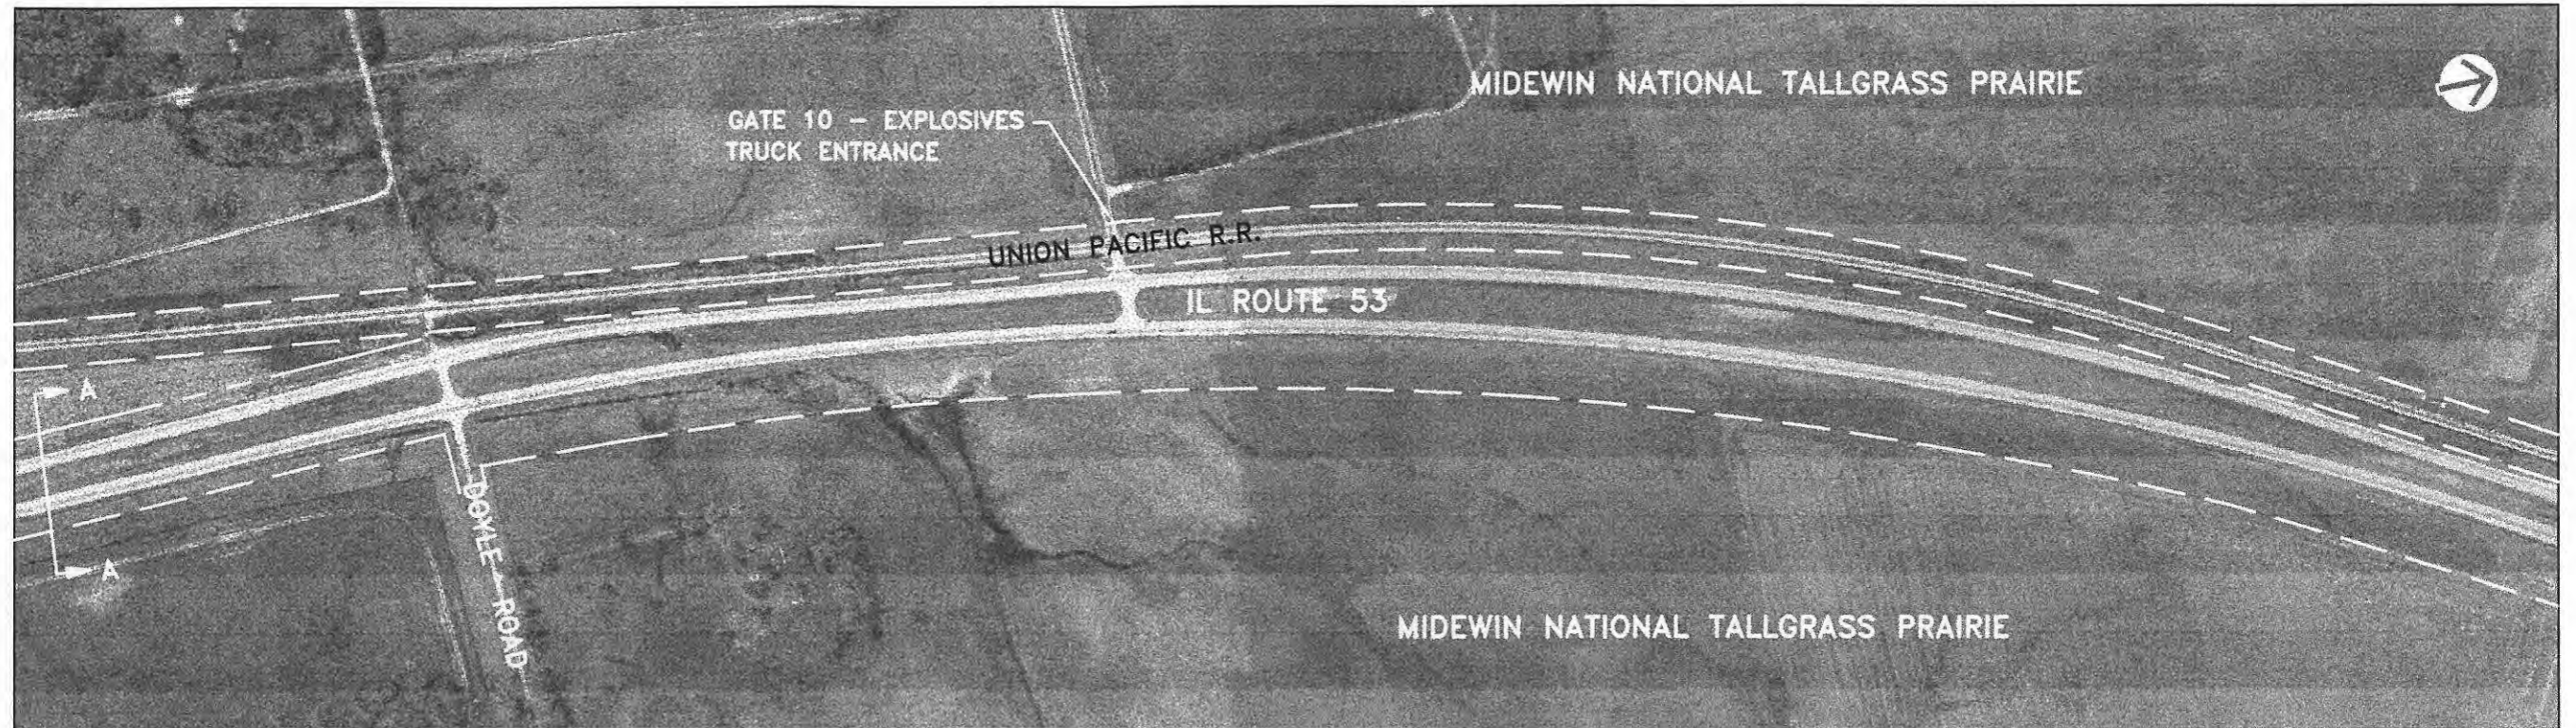 MIDEWIN NATIONAL TALLGRASS PRAIRIE
GATE 10 - EXPLOSIVES
TRUCK ENTRANCE
UNION PACIFIC R.R.
IL ROUTE 53
A
A
DOYLE ROAD
MIDEWIN NATIONAL TALLGRASS PRAIRIE